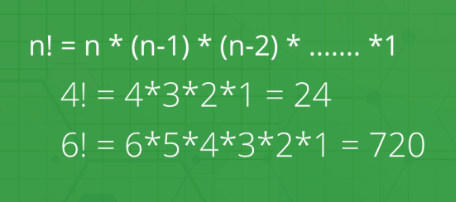 n! = n * (n-1) * (n-2) * ....... *1
4! = 4*3*2*1 = 24
6! = 6*5*4*3*2*1 = 720